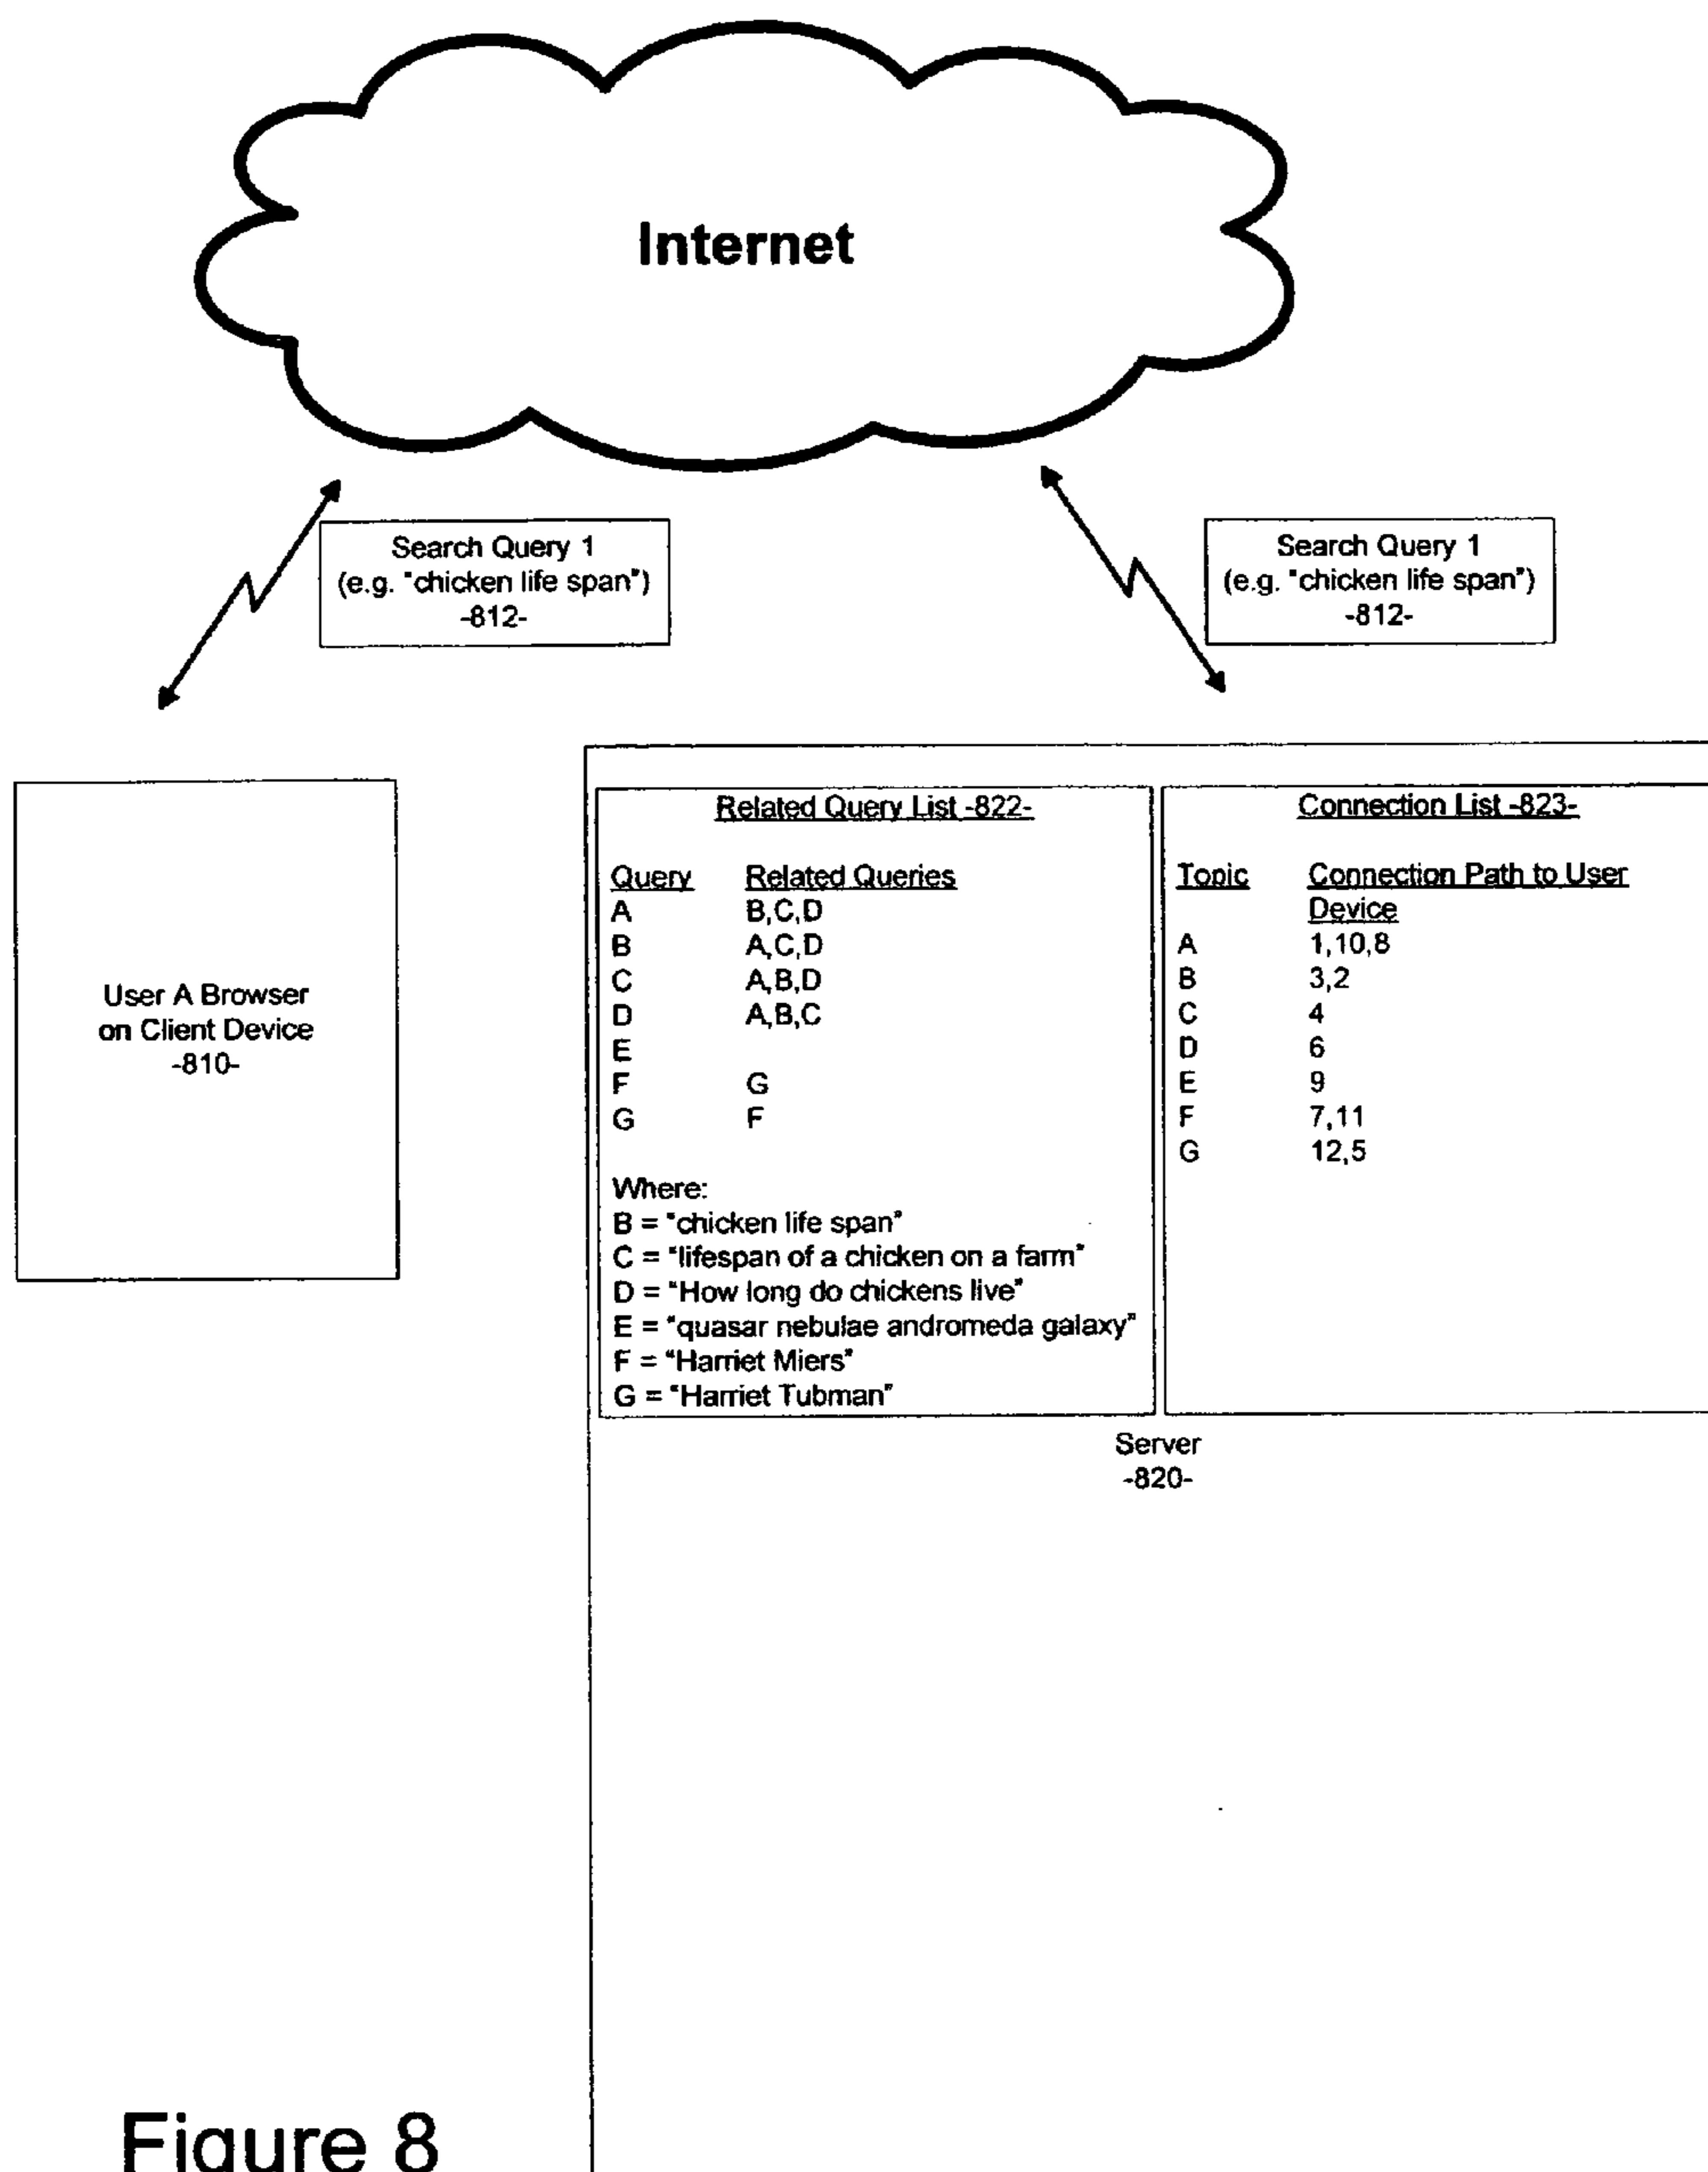 Internet
Search Query 1
(e.g. "chicken life span")
-812-
Search Query 1
(e.g. "chicken life span")
-812-
User A Browser
on Client Device
-810-
Related Query List -822-
Query Related Queries
A B,C,D
B A,C,D
C A,B,D
D A,B,C
E
F G
G F
Where:
B = "chicken life span"
C = "lifespan of a chicken on a farm"
D = "How long do chickens live"
E = "quasar nebulae andromeda galaxy"
F = "Harriet Miers"
G = "Harriet Tubman"
Connection List -823-
Topic Connection Path to User
Device
A 1,10,8
B 3,2
C 4
D 6
E 9
F 7,11
G 12,5
Server
-820-
Figure 8